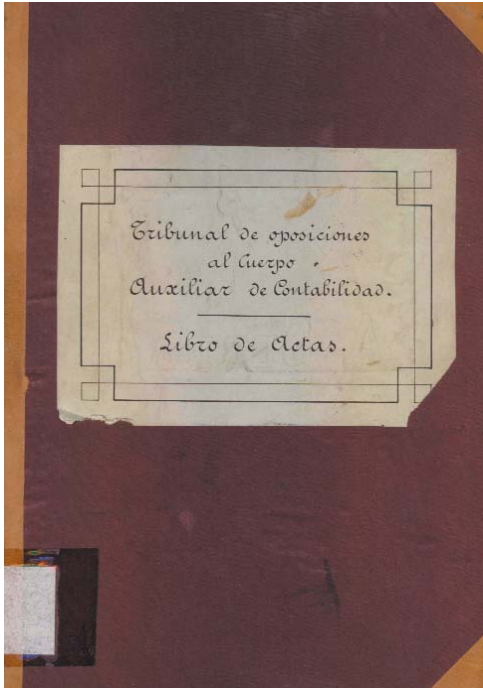 Tribunal de oposiciones
al Cuerpo
Auxiliar de Contabilidad.
Libro de Actas.